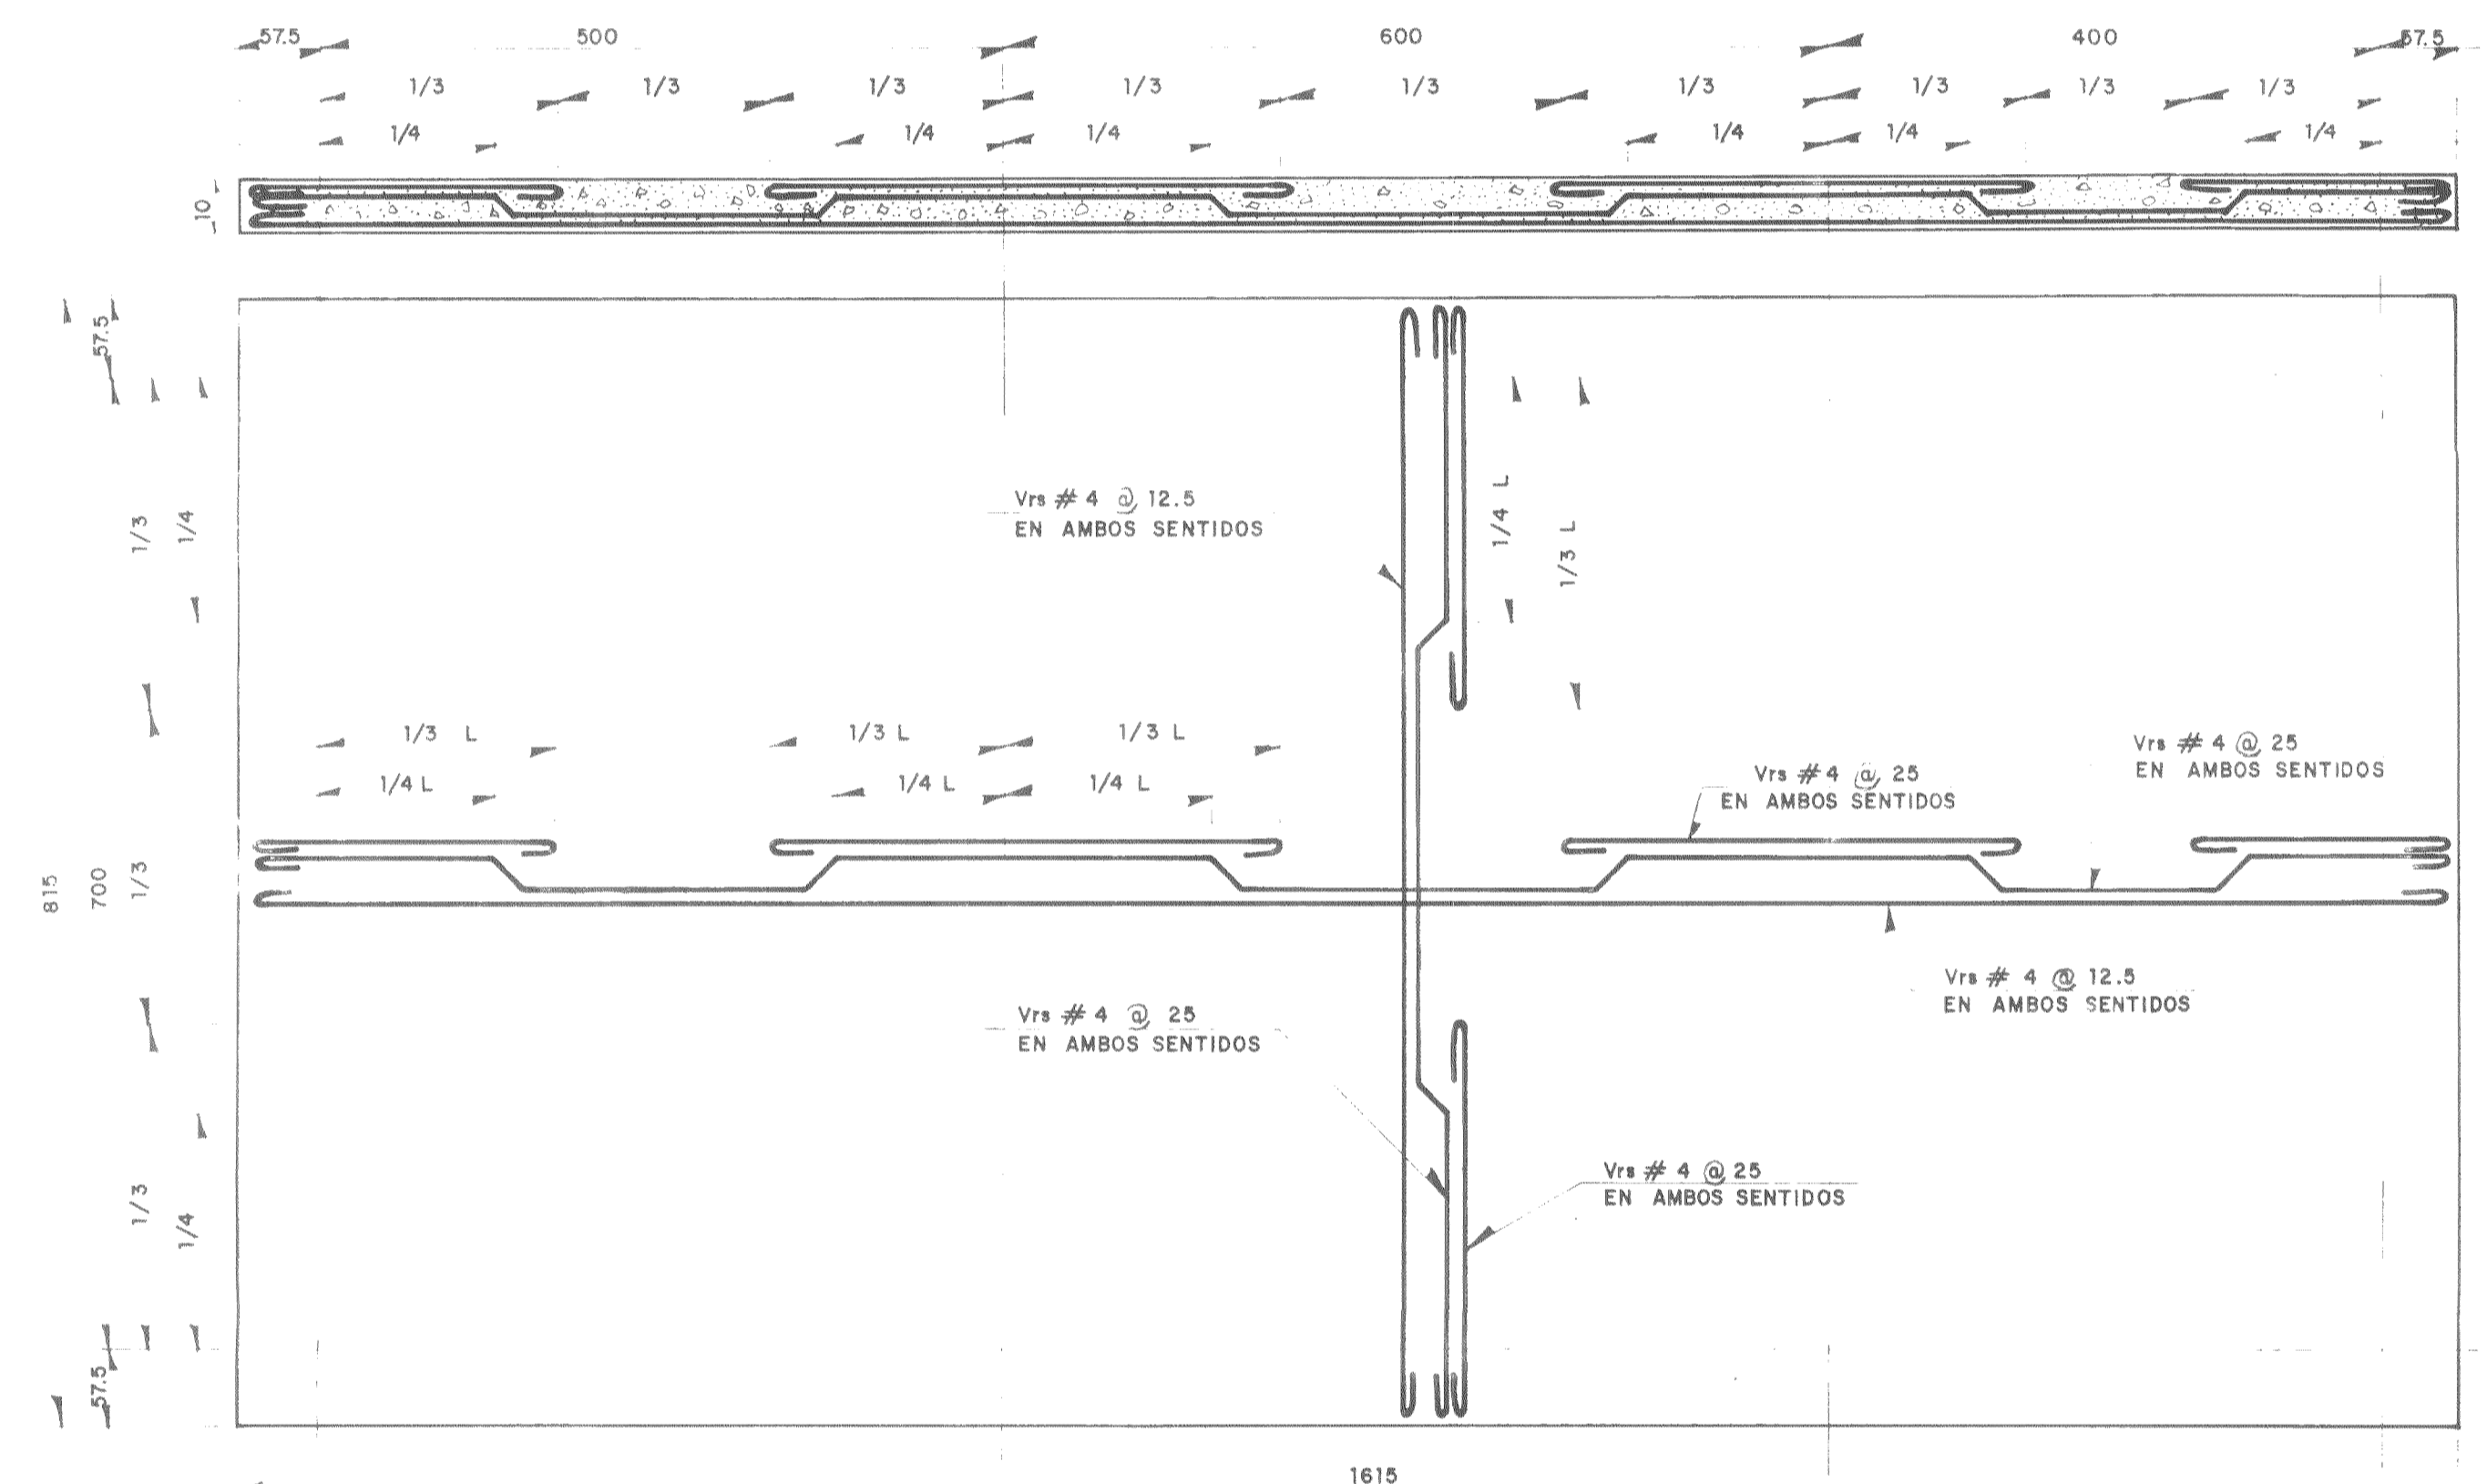 57.5 500 600 400 57.5
1/3 1/3 1/3 1/3 1/3 1/3 1/3 1/3 1/3
1/4 1/4 1/4 1/4 1/4 1/4
10
57.5
Vrs # 4 @ 12.5
EN AMBOS SENTIDOS
1/4 L
1/3 L
1/3
1/4
1/3 L 1/3 L 1/3 L
1/4 L 1/4 L 1/4 L
Vrs # 4 @ 25
EN AMBOS SENTIDOS
Vrs # 4 @ 25
EN AMBOS SENTIDOS
815
700
1/3
Vrs # 4 @ 12.5
EN AMBOS SENTIDOS
Vrs # 4 @ 25
EN AMBOS SENTIDOS
Vrs # 4 @ 25
EN AMBOS SENTIDOS
1/3
1/4
57.5
1615